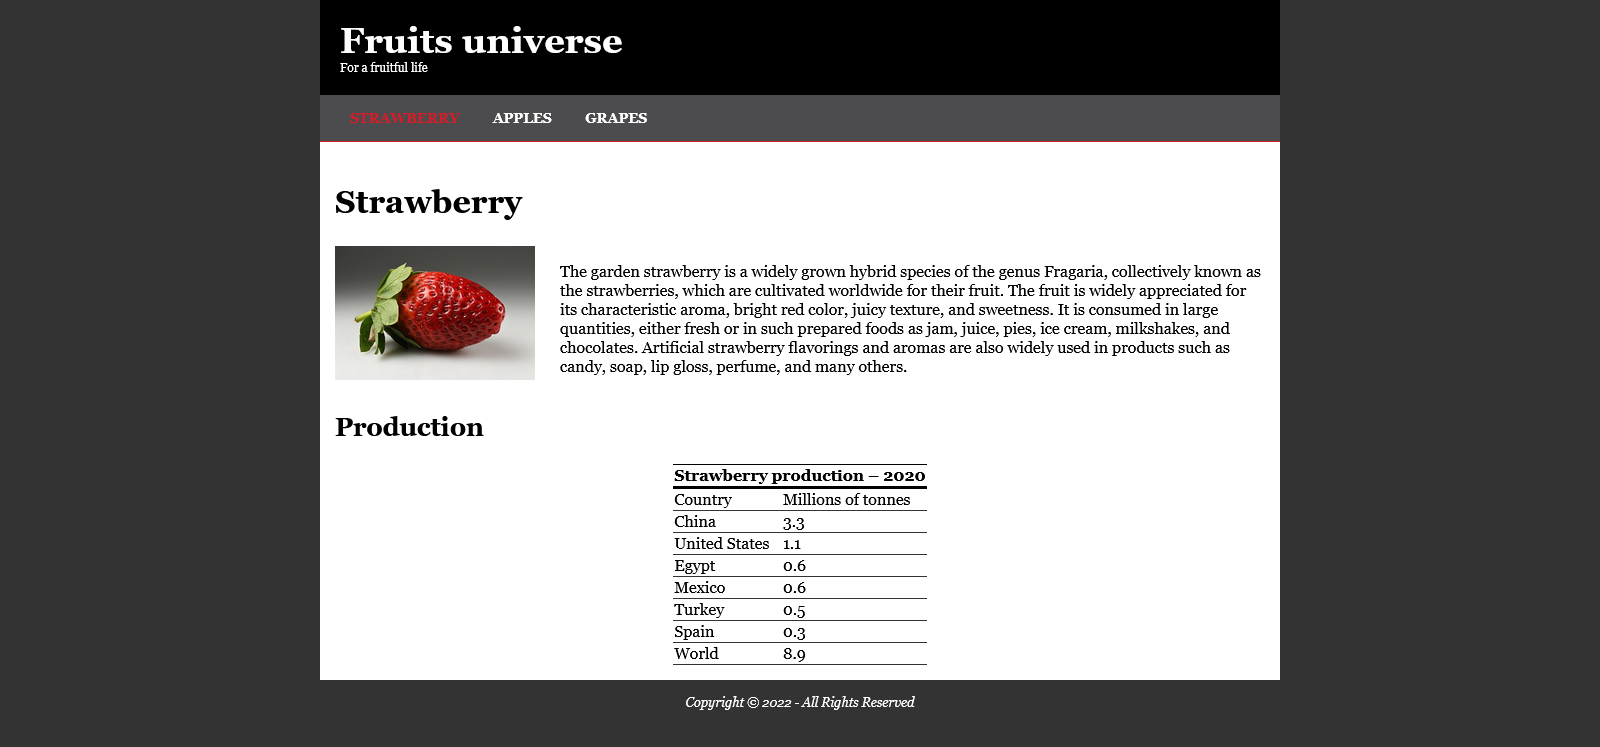 Fruits universe
For a fruitful life
STRAWBERRY APPLES GRAPES
Strawberry
The garden strawberry is a widely grown hybrid species of the genus Fragaria, collectively known as
the strawberries, which are cultivated worldwide for their fruit. The fruit is widely appreciated for
its characteristic aroma, bright red color, juicy texture, and sweetness. It is consumed in large
quantities, either fresh or in such prepared foods as jam, juice, pies, ice cream, milkshakes, and
chocolates. Artificial strawberry flavorings and aromas are also widely used in products such as
candy, soap, lip gloss, perfume, and many others.
Production
Strawberry production – 2020
Country Millions of tonnes
China 3.3
United States 1.1
Egypt 0.6
Mexico 0.6
Turkey 0.5
Spain 0.3
World 8.9
Copyright © 2022 - All Rights Reserved